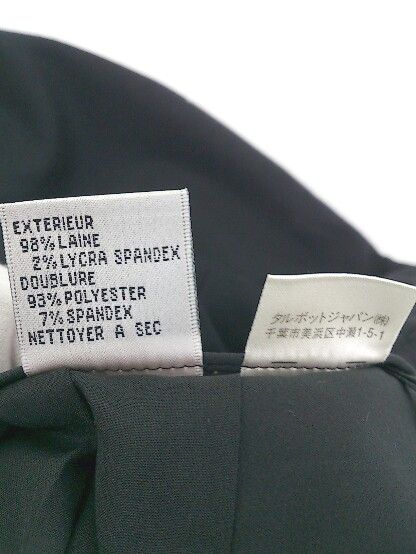 EXTERIEUR
98% LAINE
2% LYCRA SPANDEX
DOUBLURE
93% POLYESTER
7% SPANDEX
NETTOYER A SEC
タルボットジャパン(株)
千葉市美浜区中瀬1-5-1